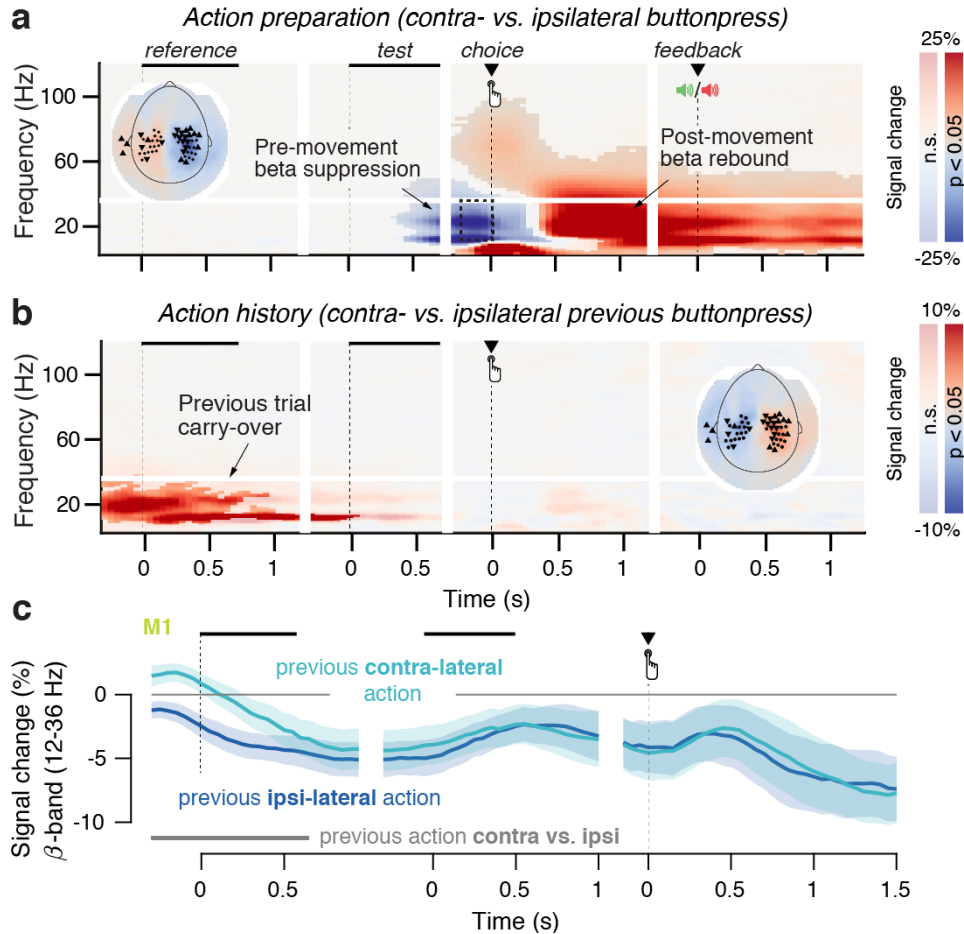 a
Action preparation (contra- vs. ipsilateral buttonpress)
reference
test
choice
feedback
Frequency (Hz)
100
60
20
Pre-movement
beta suppression
Post-movement
beta rebound
/
25%
Signal change
n.s.
p < 0.05
-25%
b
Action history (contra- vs. ipsilateral previous buttonpress)
Frequency (Hz)
100
60
20
Previous trial
carry-over
10%
Signal change
n.s.
p < 0.05
-10%
0 0.5 1 0 0.5 1 0 0.5 1 0 0.5 1
Time (s)
c
M1
Signal change (%)
β-band (12-36 Hz)
0
-5
-10
previous contra-lateral
action
previous ipsi-lateral action
previous action contra vs. ipsi
0 0.5 0 0.5 1 0 0.5 1 1.5
Time (s)